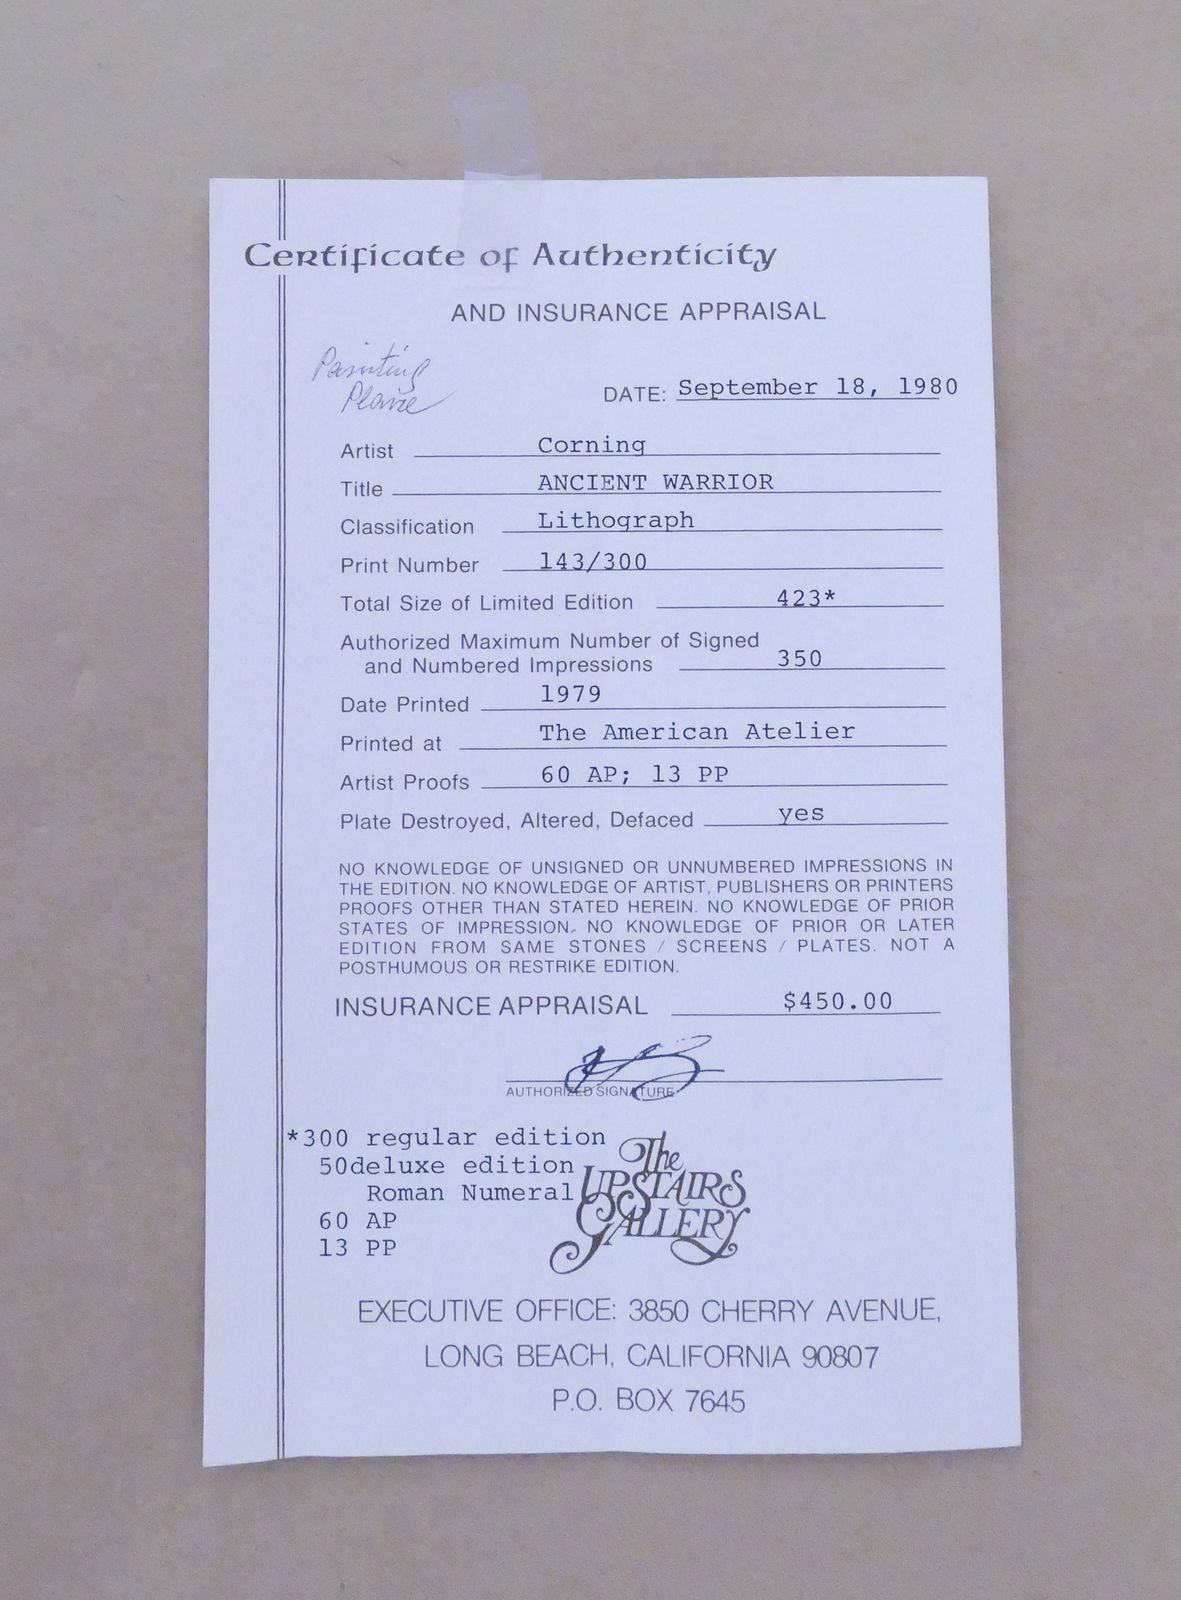 Certificate of Authenticity
AND INSURANCE APPRAISAL
Painting
DATE: September 18, 1980
Artist Corning
Title ANCIENT WARRIOR
Classification Lithograph
Print Number 143/300
Total Size of Limited Edition 423*
Authorized Maximum Number of Signed
and Numbered Impressions 350
Date Printed 1979
Printed at The American Atelier
Artist Proofs 60 AP; 13 PP
Plate Destroyed, Altered, Defaced yes
NO KNOWLEDGE OF UNSIGNED OR UNNUMBERED IMPRESSIONS IN
THE EDITION. NO KNOWLEDGE OF ARTIST, PUBLISHERS OR PRINTERS
PROOFS OTHER THAN STATED HEREIN. NO KNOWLEDGE OF PRIOR
STATES OF IMPRESSION. NO KNOWLEDGE OF PRIOR OR LATER
EDITION FROM SAME STONES / SCREENS / PLATES. NOT A
POSTHUMOUS OR RESTRIKE EDITION.
INSURANCE APPRAISAL $450.00
AUTHORIZED SIGNATURE
*300 regular edition
50deluxe edition
Roman Numeral
60 AP
13 PP
The
UPSTAIRS
GALLERY
EXECUTIVE OFFICE: 3850 CHERRY AVENUE,
LONG BEACH, CALIFORNIA 90807
P.O. BOX 7645